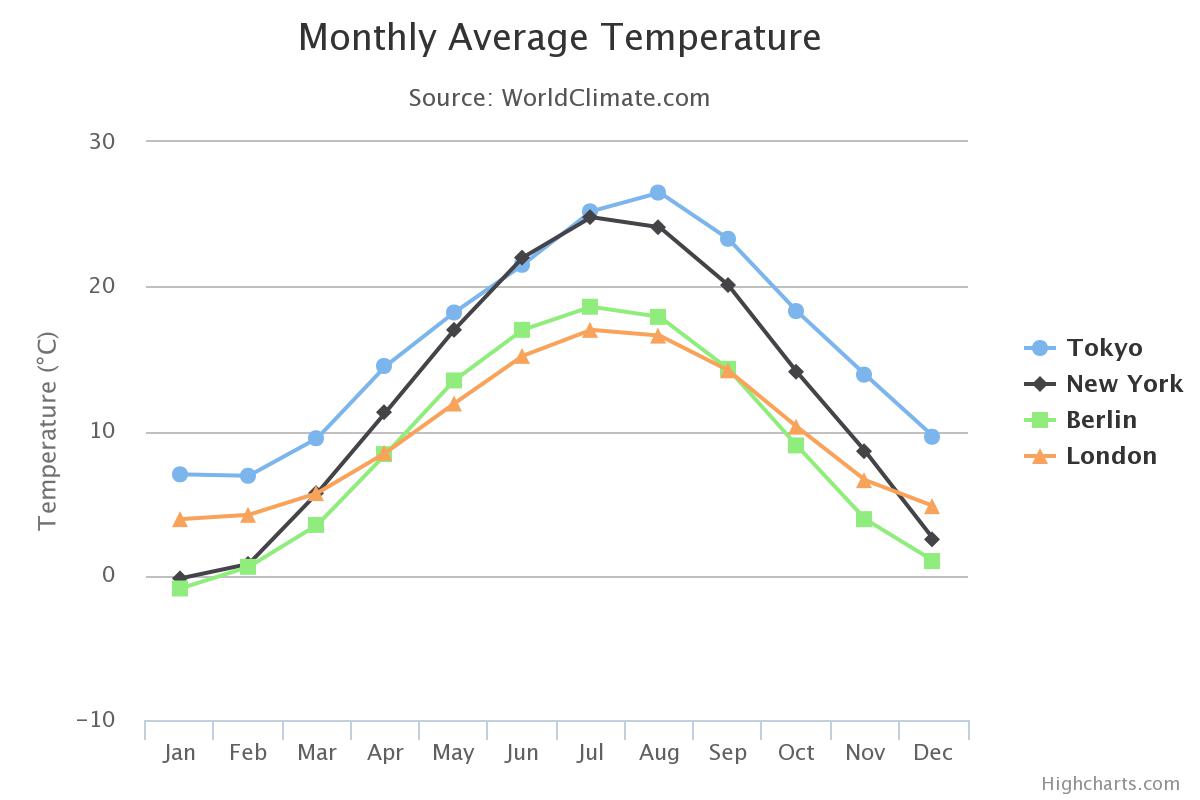 Monthly Average Temperature
Source: WorldClimate.com
Temperature (°C)
30
20
10
0
−10
Jan Feb Mar Apr May Jun Jul Aug Sep Oct Nov Dec
Tokyo
New York
Berlin
London
Highcharts.com